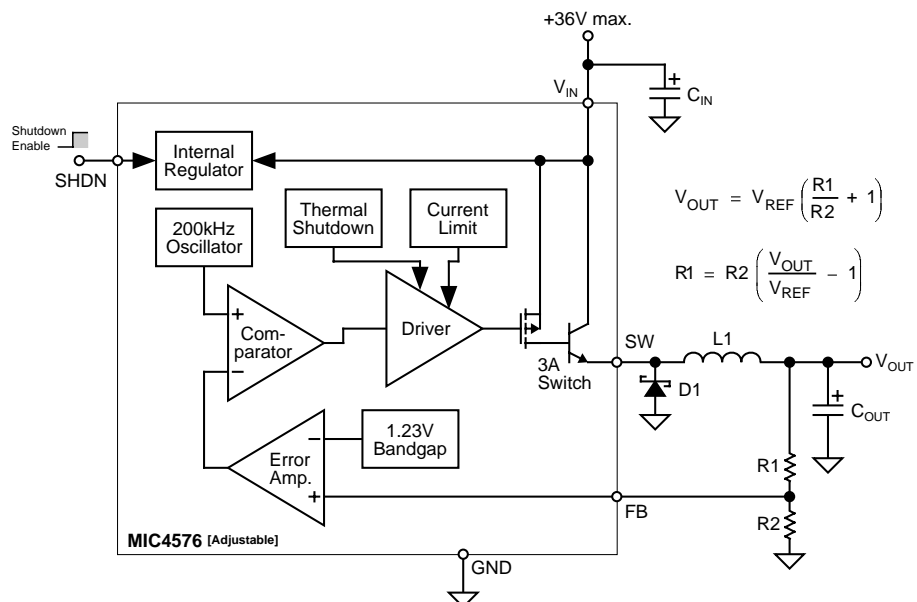 +36V max.
V_IN
C_IN
Shutdown
Enable
SHDN
Internal
Regulator
200kHz
Oscillator
Thermal
Shutdown
Current
Limit
V_OUT = V_REF ( R1 / R2 + 1 )
R1 = R2 ( V_OUT / V_REF − 1 )
+
Com-
parator
−
Driver
3A
Switch
SW
L1
D1
V_OUT
+
C_OUT
Error
Amp.
−
+
1.23V
Bandgap
R1
FB
R2
MIC4576 [Adjustable]
GND
+